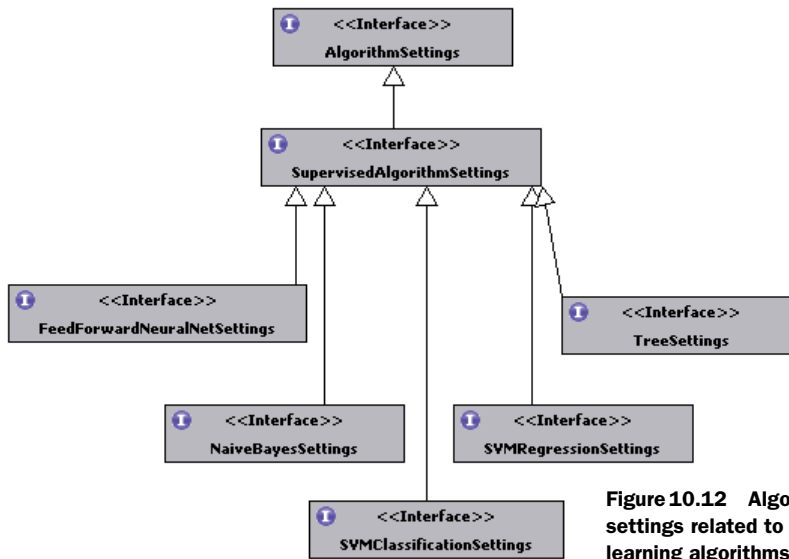 I <<Interface>>
AlgorithmSettings
I <<Interface>>
SupervisedAlgorithmSettings
I <<Interface>>
FeedForwardNeuralNetSettings
I <<Interface>>
TreeSettings
I <<Interface>>
NaiveBayesSettings
I <<Interface>>
SVMRegressionSettings
I <<Interface>>
SVMClassificationSettings
Figure 10.12 Algo
settings related to
learning algorithms